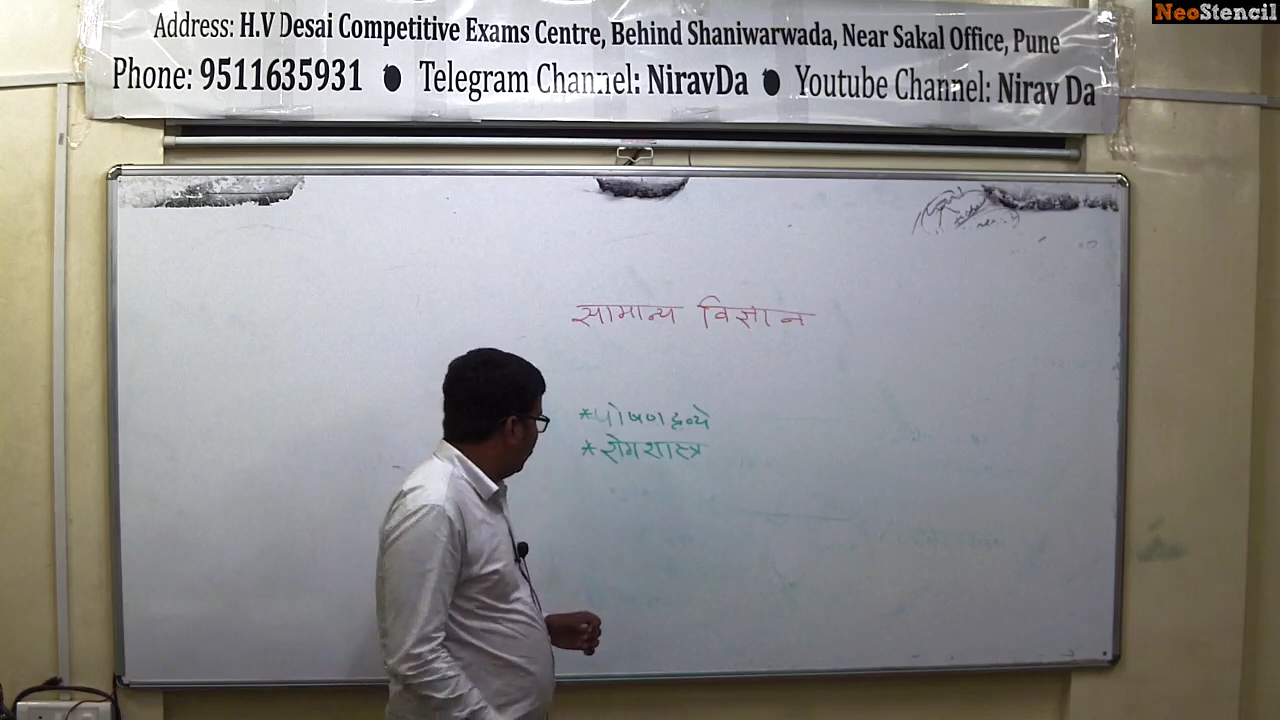 NeoStencil
Address: H.V Desai Competitive Exams Centre, Behind Shaniwarwada, Near Sakal Office, Pune
Phone: 9511635931 ● Telegram Channel: NiravDa ● Youtube Channel: Nirav Da
सामान्य विज्ञान
*पोषणद्रव्ये
*रोगशास्त्र